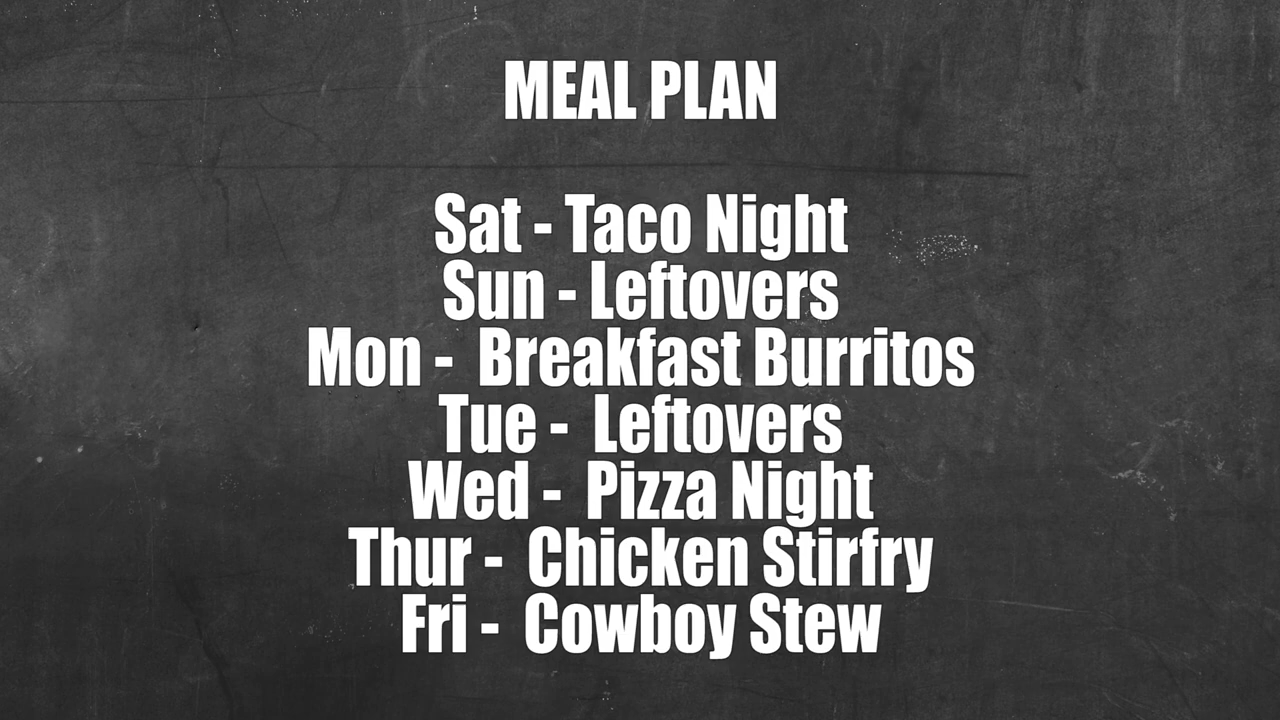 MEAL PLAN
Sat - Taco Night
Sun - Leftovers
Mon -  Breakfast Burritos
Tue -  Leftovers
Wed -  Pizza Night
Thur -  Chicken Stirfry
Fri -  Cowboy Stew